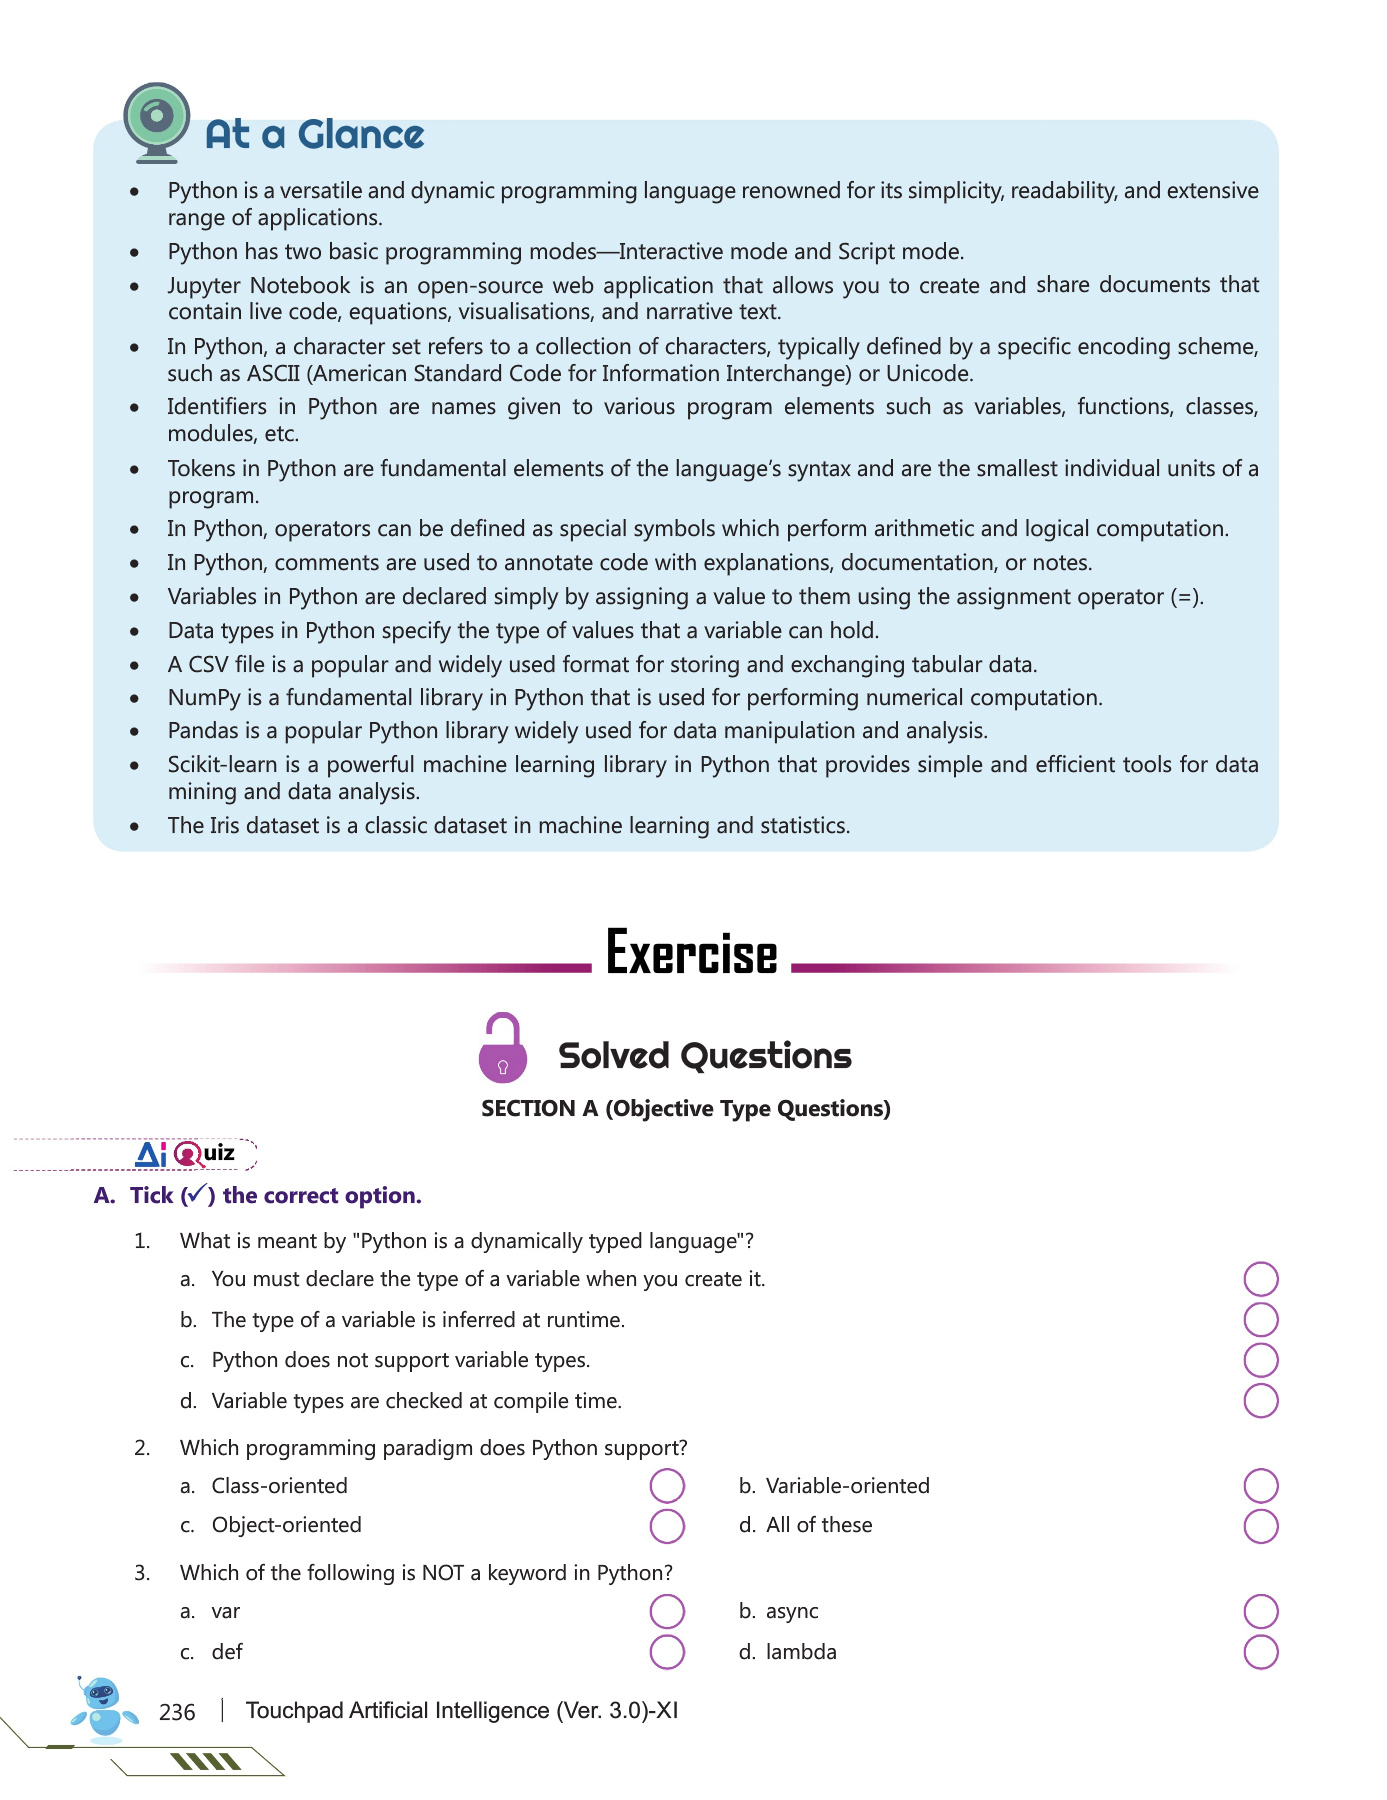 At a Glance
• Python is a versatile and dynamic programming language renowned for its simplicity, readability, and extensive
range of applications.
• Python has two basic programming modes—Interactive mode and Script mode.
• Jupyter Notebook is an open-source web application that allows you to create and share documents that
contain live code, equations, visualisations, and narrative text.
• In Python, a character set refers to a collection of characters, typically defined by a specific encoding scheme,
such as ASCII (American Standard Code for Information Interchange) or Unicode.
• Identifiers in Python are names given to various program elements such as variables, functions, classes,
modules, etc.
• Tokens in Python are fundamental elements of the language’s syntax and are the smallest individual units of a
program.
• In Python, operators can be defined as special symbols which perform arithmetic and logical computation.
• In Python, comments are used to annotate code with explanations, documentation, or notes.
• Variables in Python are declared simply by assigning a value to them using the assignment operator (=).
• Data types in Python specify the type of values that a variable can hold.
• A CSV file is a popular and widely used format for storing and exchanging tabular data.
• NumPy is a fundamental library in Python that is used for performing numerical computation.
• Pandas is a popular Python library widely used for data manipulation and analysis.
• Scikit-learn is a powerful machine learning library in Python that provides simple and efficient tools for data
mining and data analysis.
• The Iris dataset is a classic dataset in machine learning and statistics.
Exercise
Solved Questions
SECTION A (Objective Type Questions)
Ai Quiz
A. Tick (✓) the correct option.
1. What is meant by "Python is a dynamically typed language"?
a. You must declare the type of a variable when you create it.
b. The type of a variable is inferred at runtime.
c. Python does not support variable types.
d. Variable types are checked at compile time.
2. Which programming paradigm does Python support?
a. Class-oriented b. Variable-oriented
c. Object-oriented d. All of these
3. Which of the following is NOT a keyword in Python?
a. var b. async
c. def d. lambda
236 | Touchpad Artificial Intelligence (Ver. 3.0)-XI